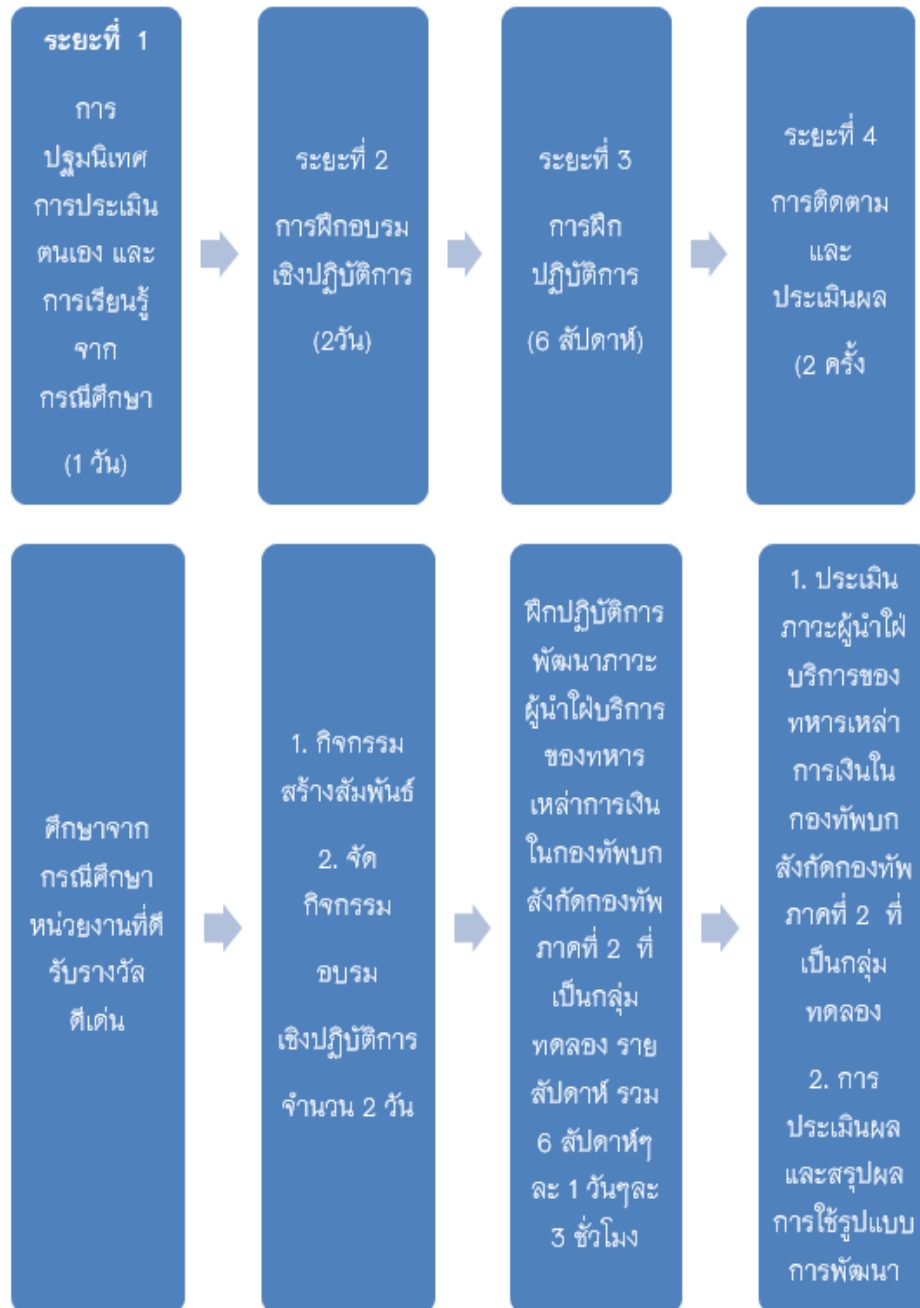 ระยะที่ 1
การ
ปฐมนิเทศ
การประเมิน
ตนเอง และ
การเรียนรู้
จาก
กรณีศึกษา
(1 วัน)
ระยะที่ 2
การฝึกอบรม
เชิงปฏิบัติการ
(2วัน)
ระยะที่ 3
การฝึก
ปฏิบัติการ
(6 สัปดาห์)
ระยะที่ 4
การติดตาม
และ
ประเมินผล
(2 ครั้ง
ศึกษาจาก
กรณีศึกษา
หน่วยงานที่ดี
รับรางวัล
ดีเด่น
1. กิจกรรม
สร้างสัมพันธ์
2. จัด
กิจกรรม
อบรม
เชิงปฏิบัติการ
จำนวน 2 วัน
ฝึกปฏิบัติการ
พัฒนาภาวะ
ผู้นำใฝ่บริการ
ของทหาร
เหล่าการเงิน
ในกองทัพบก
สังกัดกองทัพ
ภาคที่ 2 ที่
เป็นกลุ่ม
ทดลอง ราย
สัปดาห์ รวม
6 สัปดาห์ๆ
ละ 1 วันๆละ
3 ชั่วโมง
1. ประเมิน
ภาวะผู้นำใฝ่
บริการของ
ทหารเหล่า
การเงินใน
กองทัพบก
สังกัดกองทัพ
ภาคที่ 2 ที่
เป็นกลุ่ม
ทดลอง
2. การ
ประเมินผล
และสรุปผล
การใช้รูปแบบ
การพัฒนา